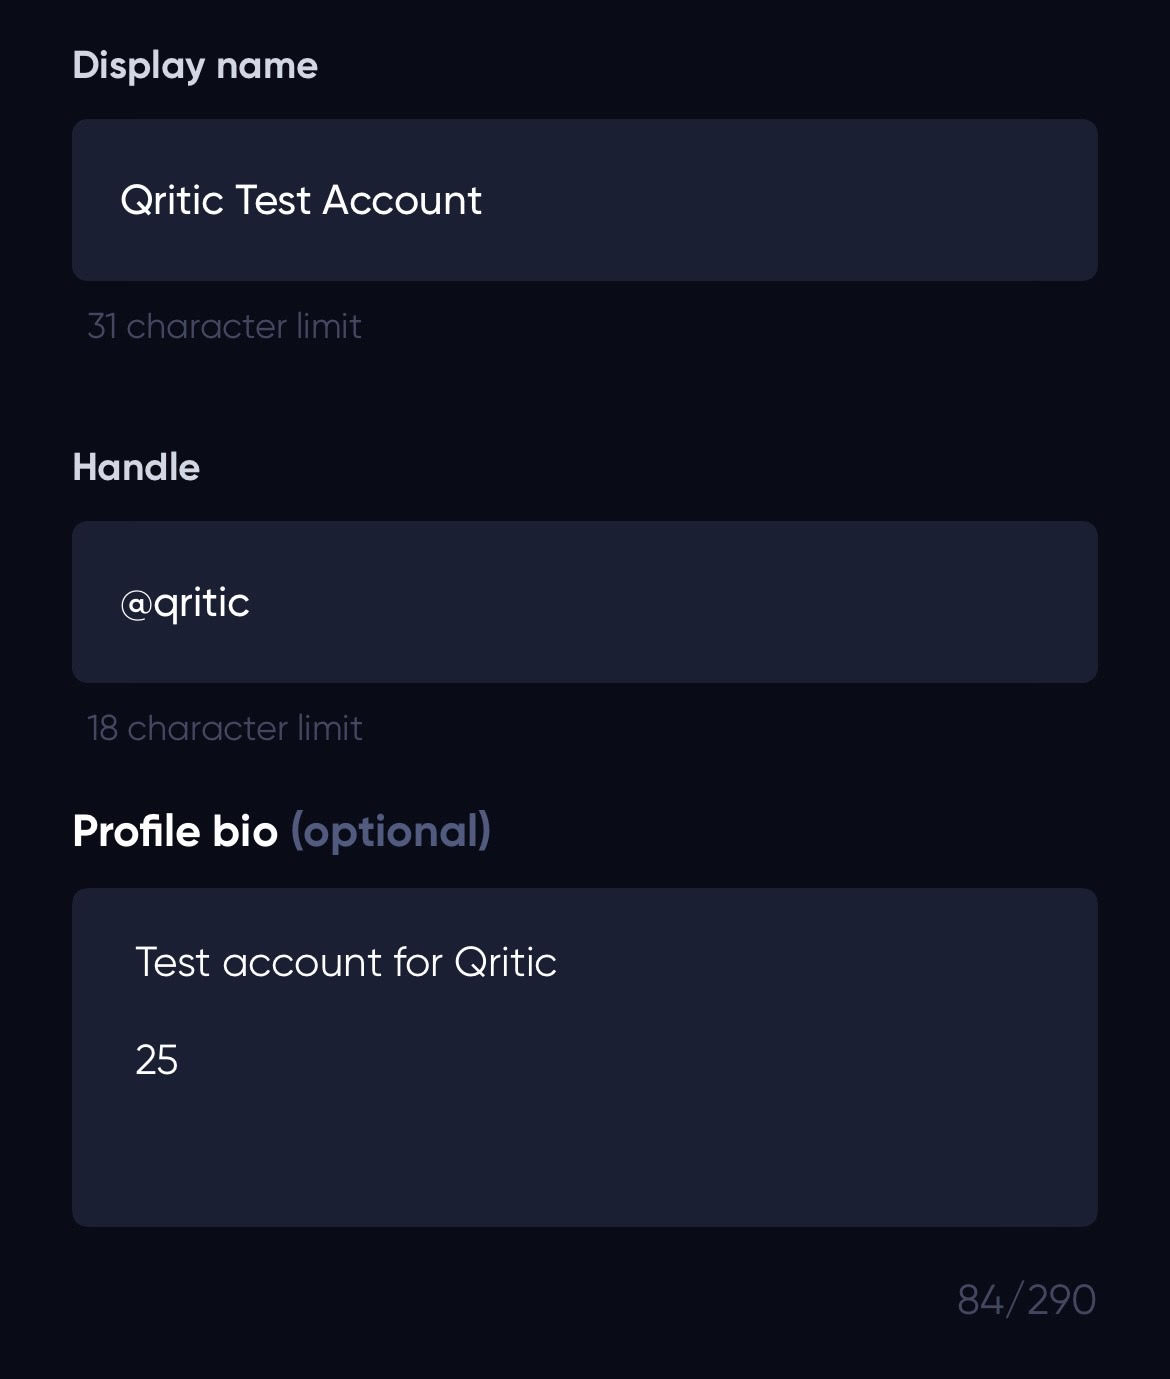 Display name
Qritic Test Account
31 character limit
Handle
@qritic
18 character limit
Profile bio (optional)
Test account for Qritic
25
84/290